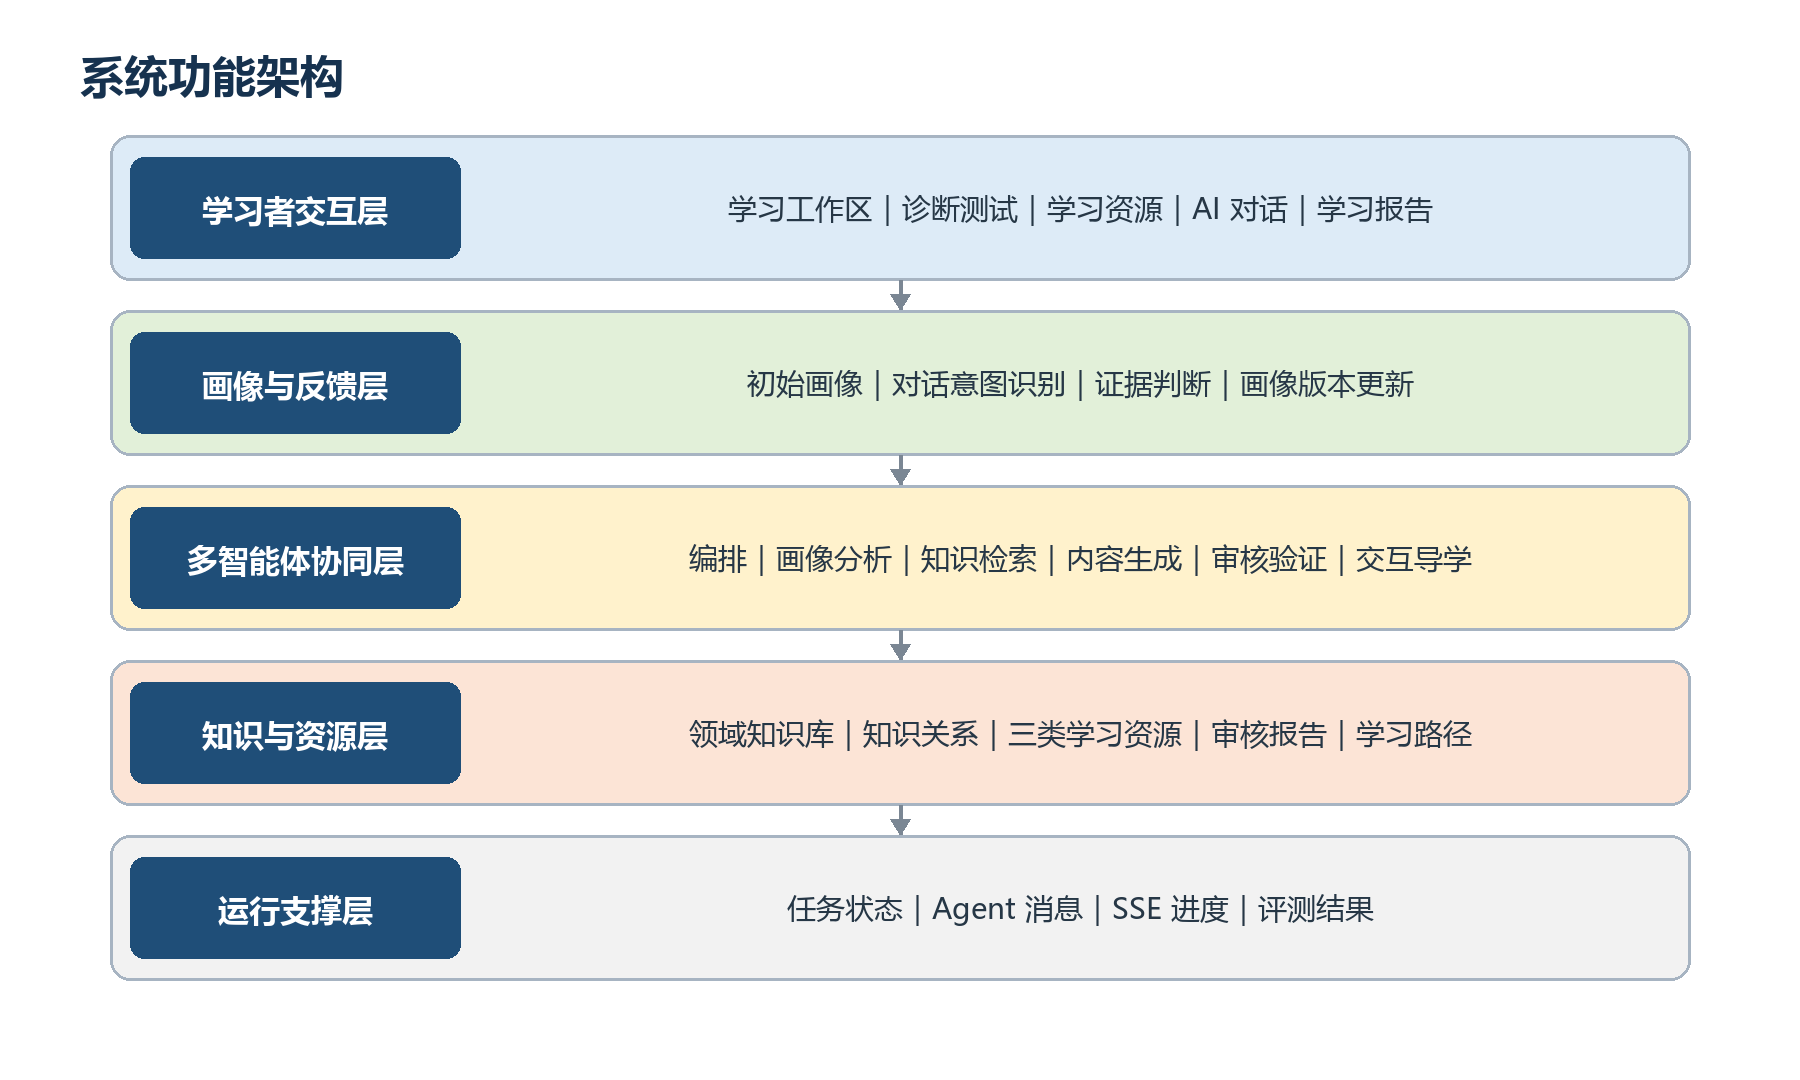 系统功能架构
学习者交互层
学习工作区 | 诊断测试 | 学习资源 | AI 对话 | 学习报告
画像与反馈层
初始画像 | 对话意图识别 | 证据判断 | 画像版本更新
多智能体协同层
编排 | 画像分析 | 知识检索 | 内容生成 | 审核验证 | 交互导学
知识与资源层
领域知识库 | 知识关系 | 三类学习资源 | 审核报告 | 学习路径
运行支撑层
任务状态 | Agent 消息 | SSE 进度 | 评测结果